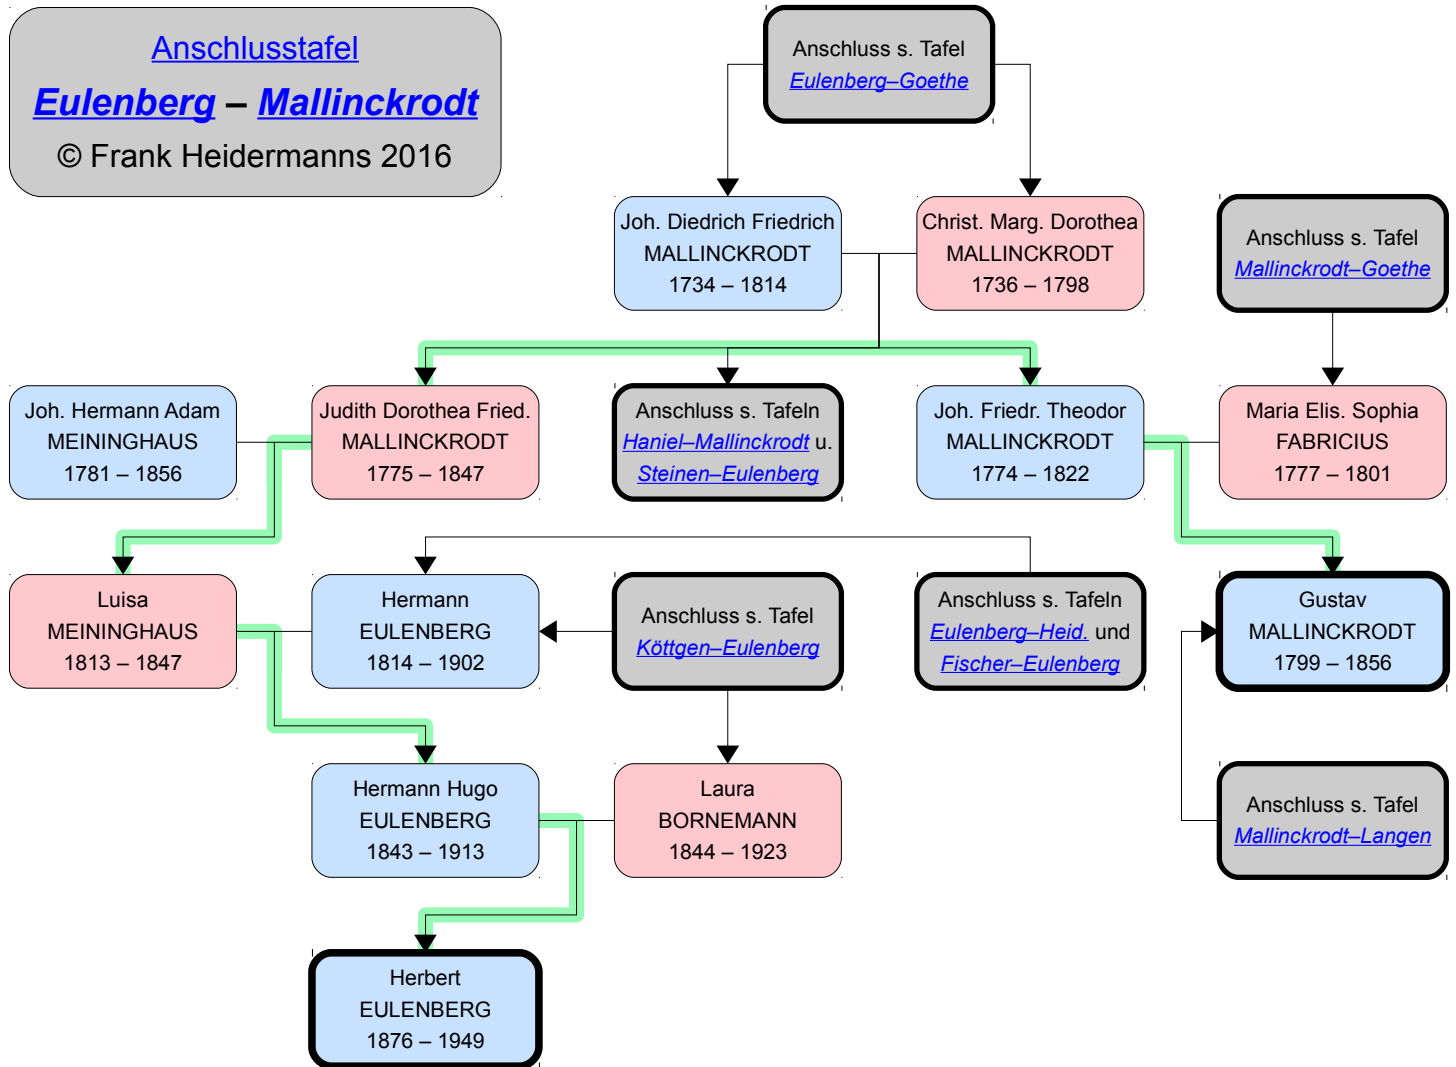 Anschlusstafel
Eulenberg – Mallinckrodt
© Frank Heidermanns 2016
Anschluss s. Tafel
Eulenberg–Goethe
Joh. Diedrich Friedrich
MALLINCKRODT
1734 – 1814
Christ. Marg. Dorothea
MALLINCKRODT
1736 – 1798
Anschluss s. Tafel
Mallinckrodt–Goethe
Joh. Hermann Adam
MEININGHAUS
1781 – 1856
Judith Dorothea Fried.
MALLINCKRODT
1775 – 1847
Anschluss s. Tafeln
Haniel–Mallinckrodt u.
Steinen–Eulenberg
Joh. Friedr. Theodor
MALLINCKRODT
1774 – 1822
Maria Elis. Sophia
FABRICIUS
1777 – 1801
Luisa
MEININGHAUS
1813 – 1847
Hermann
EULENBERG
1814 – 1902
Anschluss s. Tafel
Köttgen–Eulenberg
Anschluss s. Tafeln
Eulenberg–Heid. und
Fischer–Eulenberg
Gustav
MALLINCKRODT
1799 – 1856
Hermann Hugo
EULENBERG
1843 – 1913
Laura
BORNEMANN
1844 – 1923
Anschluss s. Tafel
Mallinckrodt–Langen
Herbert
EULENBERG
1876 – 1949